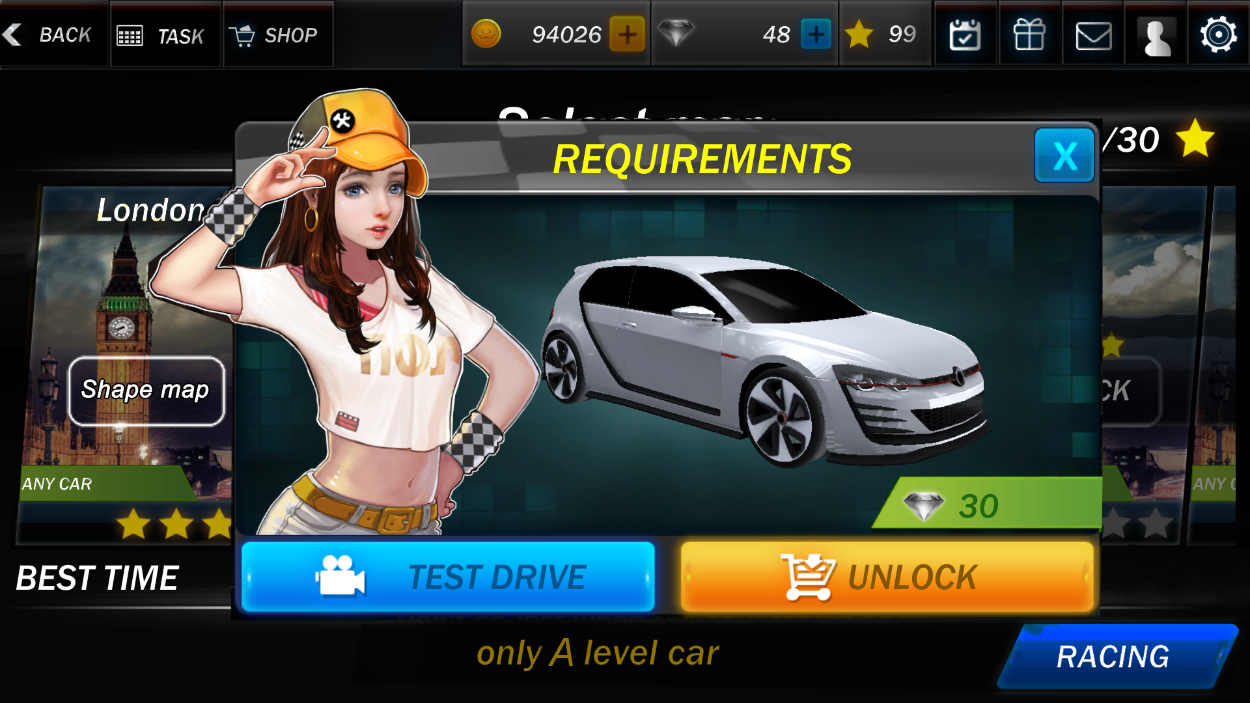 BACK
TASK
SHOP
94026
48
99
/30
REQUIREMENTS
X
London
Shape map
ANY CAR
30
BEST TIME
TEST DRIVE
UNLOCK
only A level car
RACING